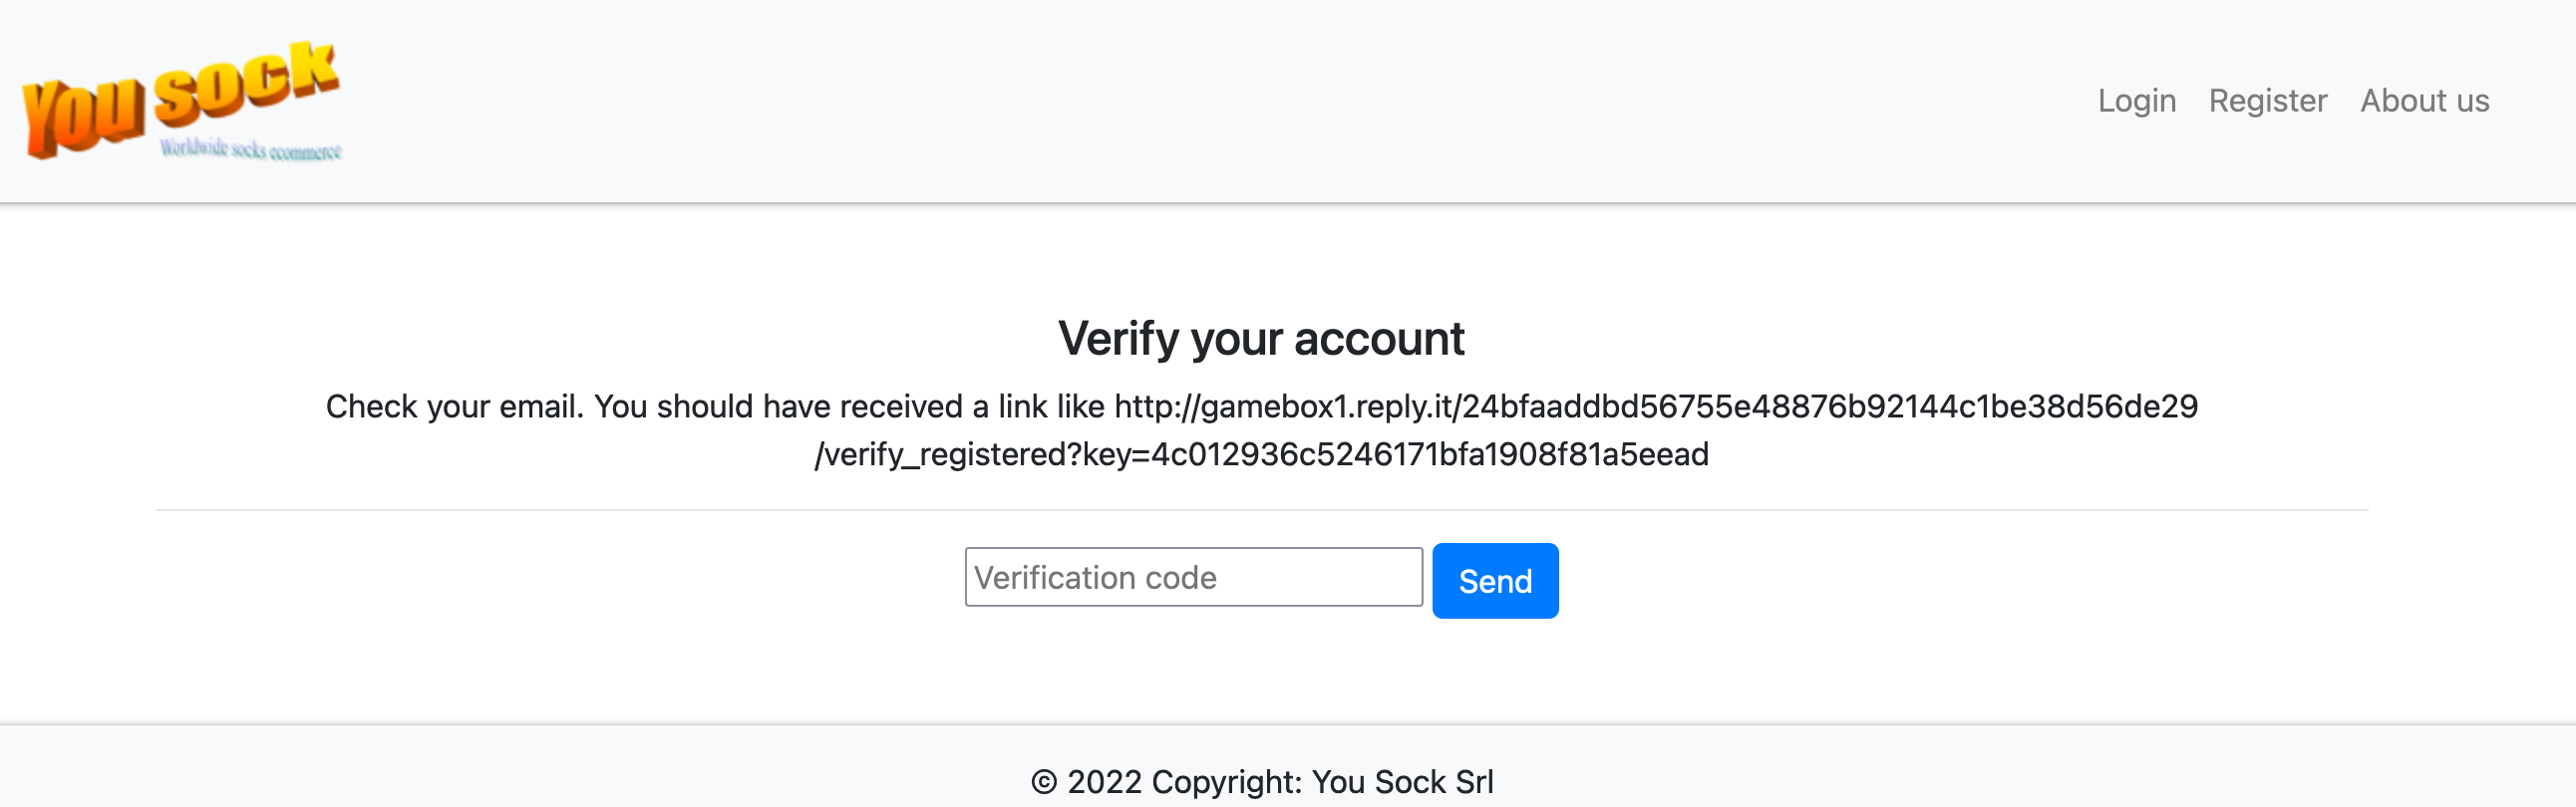 You sock
Worldwide socks ecommerce
Login Register About us
Verify your account
Check your email. You should have received a link like http://gamebox1.reply.it/24bfaaddbd56755e48876b92144c1be38d56de29
/verify_registered?key=4c012936c5246171bfa1908f81a5eead
Verification code Send
© 2022 Copyright: You Sock Srl